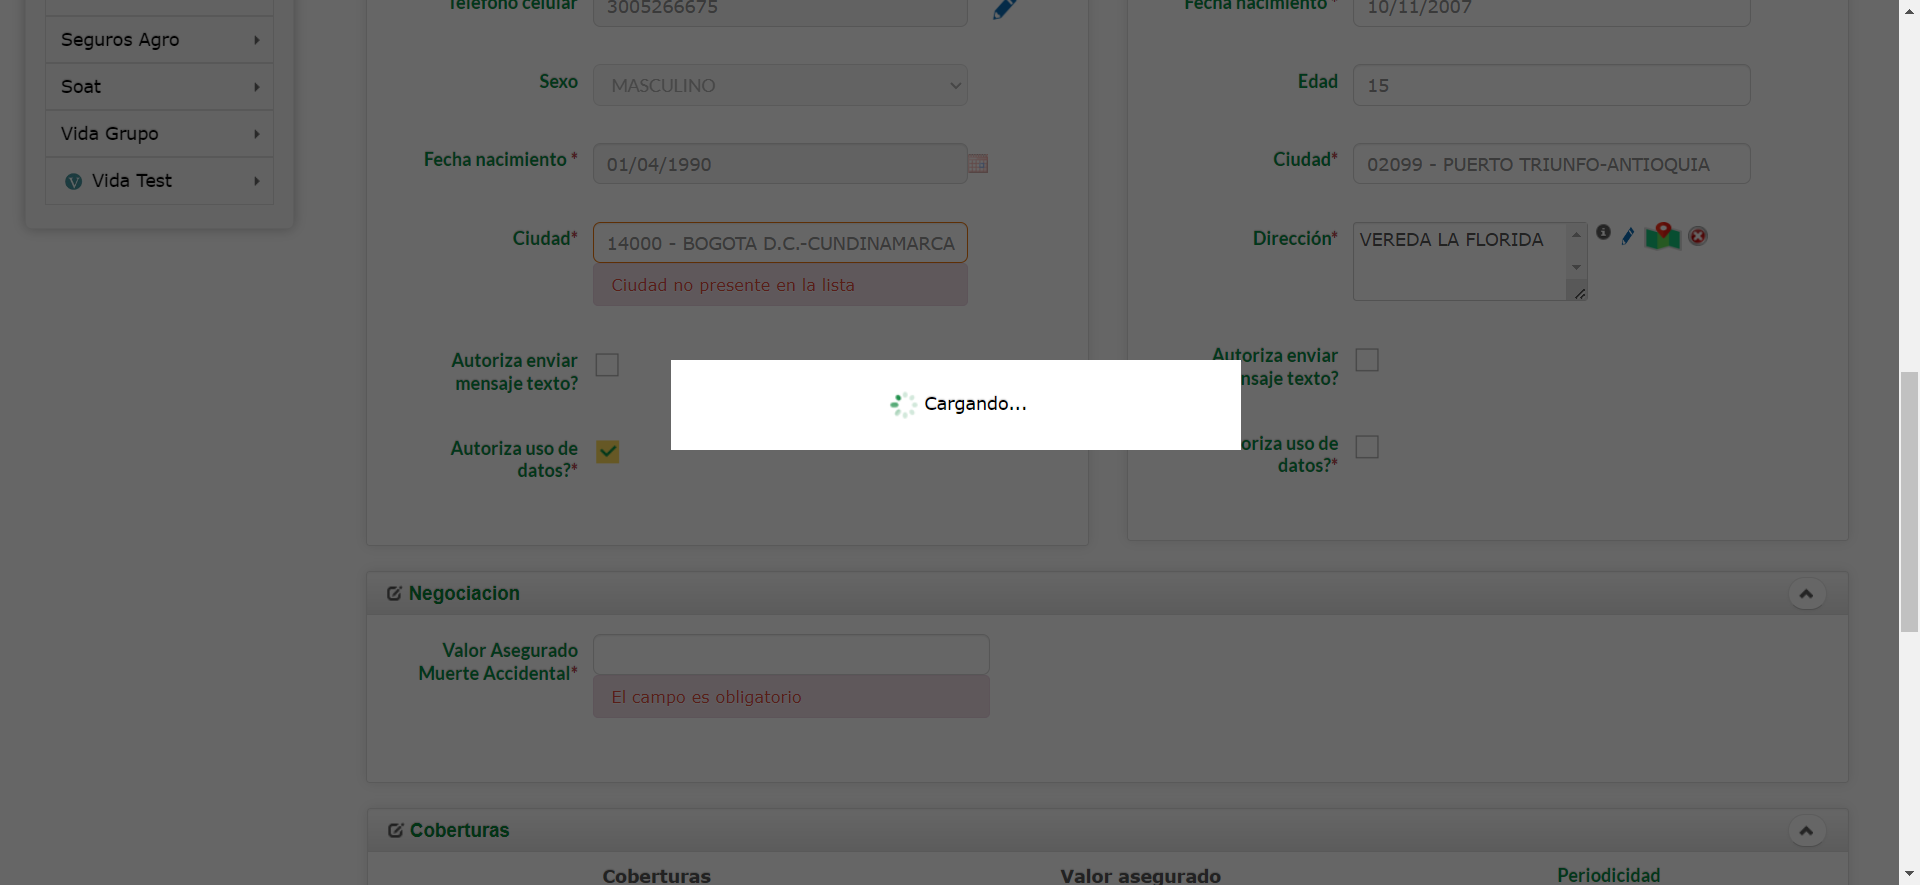 Teléfono celular
3005266675
Fecha nacimiento *
10/11/2007
Seguros Agro
Soat
Vida Grupo
Vida Test
Sexo
MASCULINO
Edad
15
Fecha nacimiento *
01/04/1990
Ciudad*
02099 - PUERTO TRIUNFO-ANTIOQUIA
Ciudad*
14000 - BOGOTA D.C.-CUNDINAMARCA
Ciudad no presente en la lista
Dirección*
VEREDA LA FLORIDA
Autoriza enviar
mensaje texto?
Autoriza enviar
nsaje texto?
Cargando...
Autoriza uso de
datos?*
oriza uso de
datos?*
Negociacion
Valor Asegurado
Muerte Accidental*
El campo es obligatorio
Coberturas
Coberturas
Valor asegurado
Periodicidad